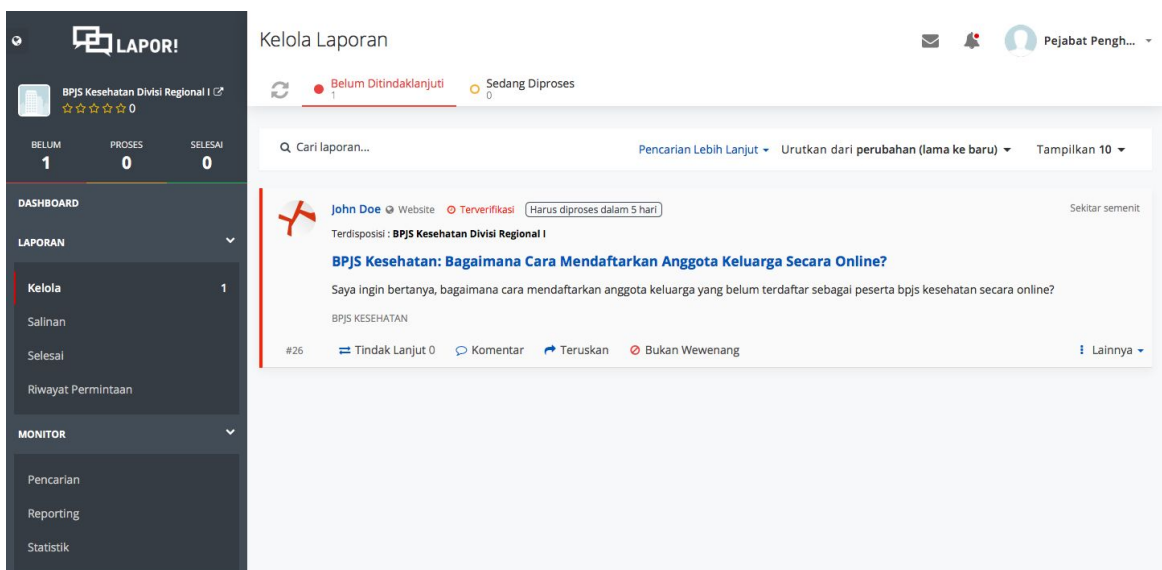 LAPOR!
BPJS Kesehatan Divisi Regional I
0
BELUM PROSES SELESAI
1 0 0
DASHBOARD
LAPORAN
Kelola 1
Salinan
Selesai
Riwayat Permintaan
MONITOR
Pencarian
Reporting
Statistik
Kelola Laporan
Pejabat Pengh...
Belum Ditindaklanjuti
1
Sedang Diproses
0
Cari laporan...
Pencarian Lebih Lanjut Urutkan dari perubahan (lama ke baru) Tampilkan 10
John Doe Website Terverifikasi Harus diproses dalam 5 hari Sekitar semenit
Terdisposisi : BPJS Kesehatan Divisi Regional I
BPJS Kesehatan: Bagaimana Cara Mendaftarkan Anggota Keluarga Secara Online?
Saya ingin bertanya, bagaimana cara mendaftarkan anggota keluarga yang belum terdaftar sebagai peserta bpjs kesehatan secara online?
BPJS KESEHATAN
#26 Tindak Lanjut 0 Komentar Teruskan Bukan Wewenang Lainnya